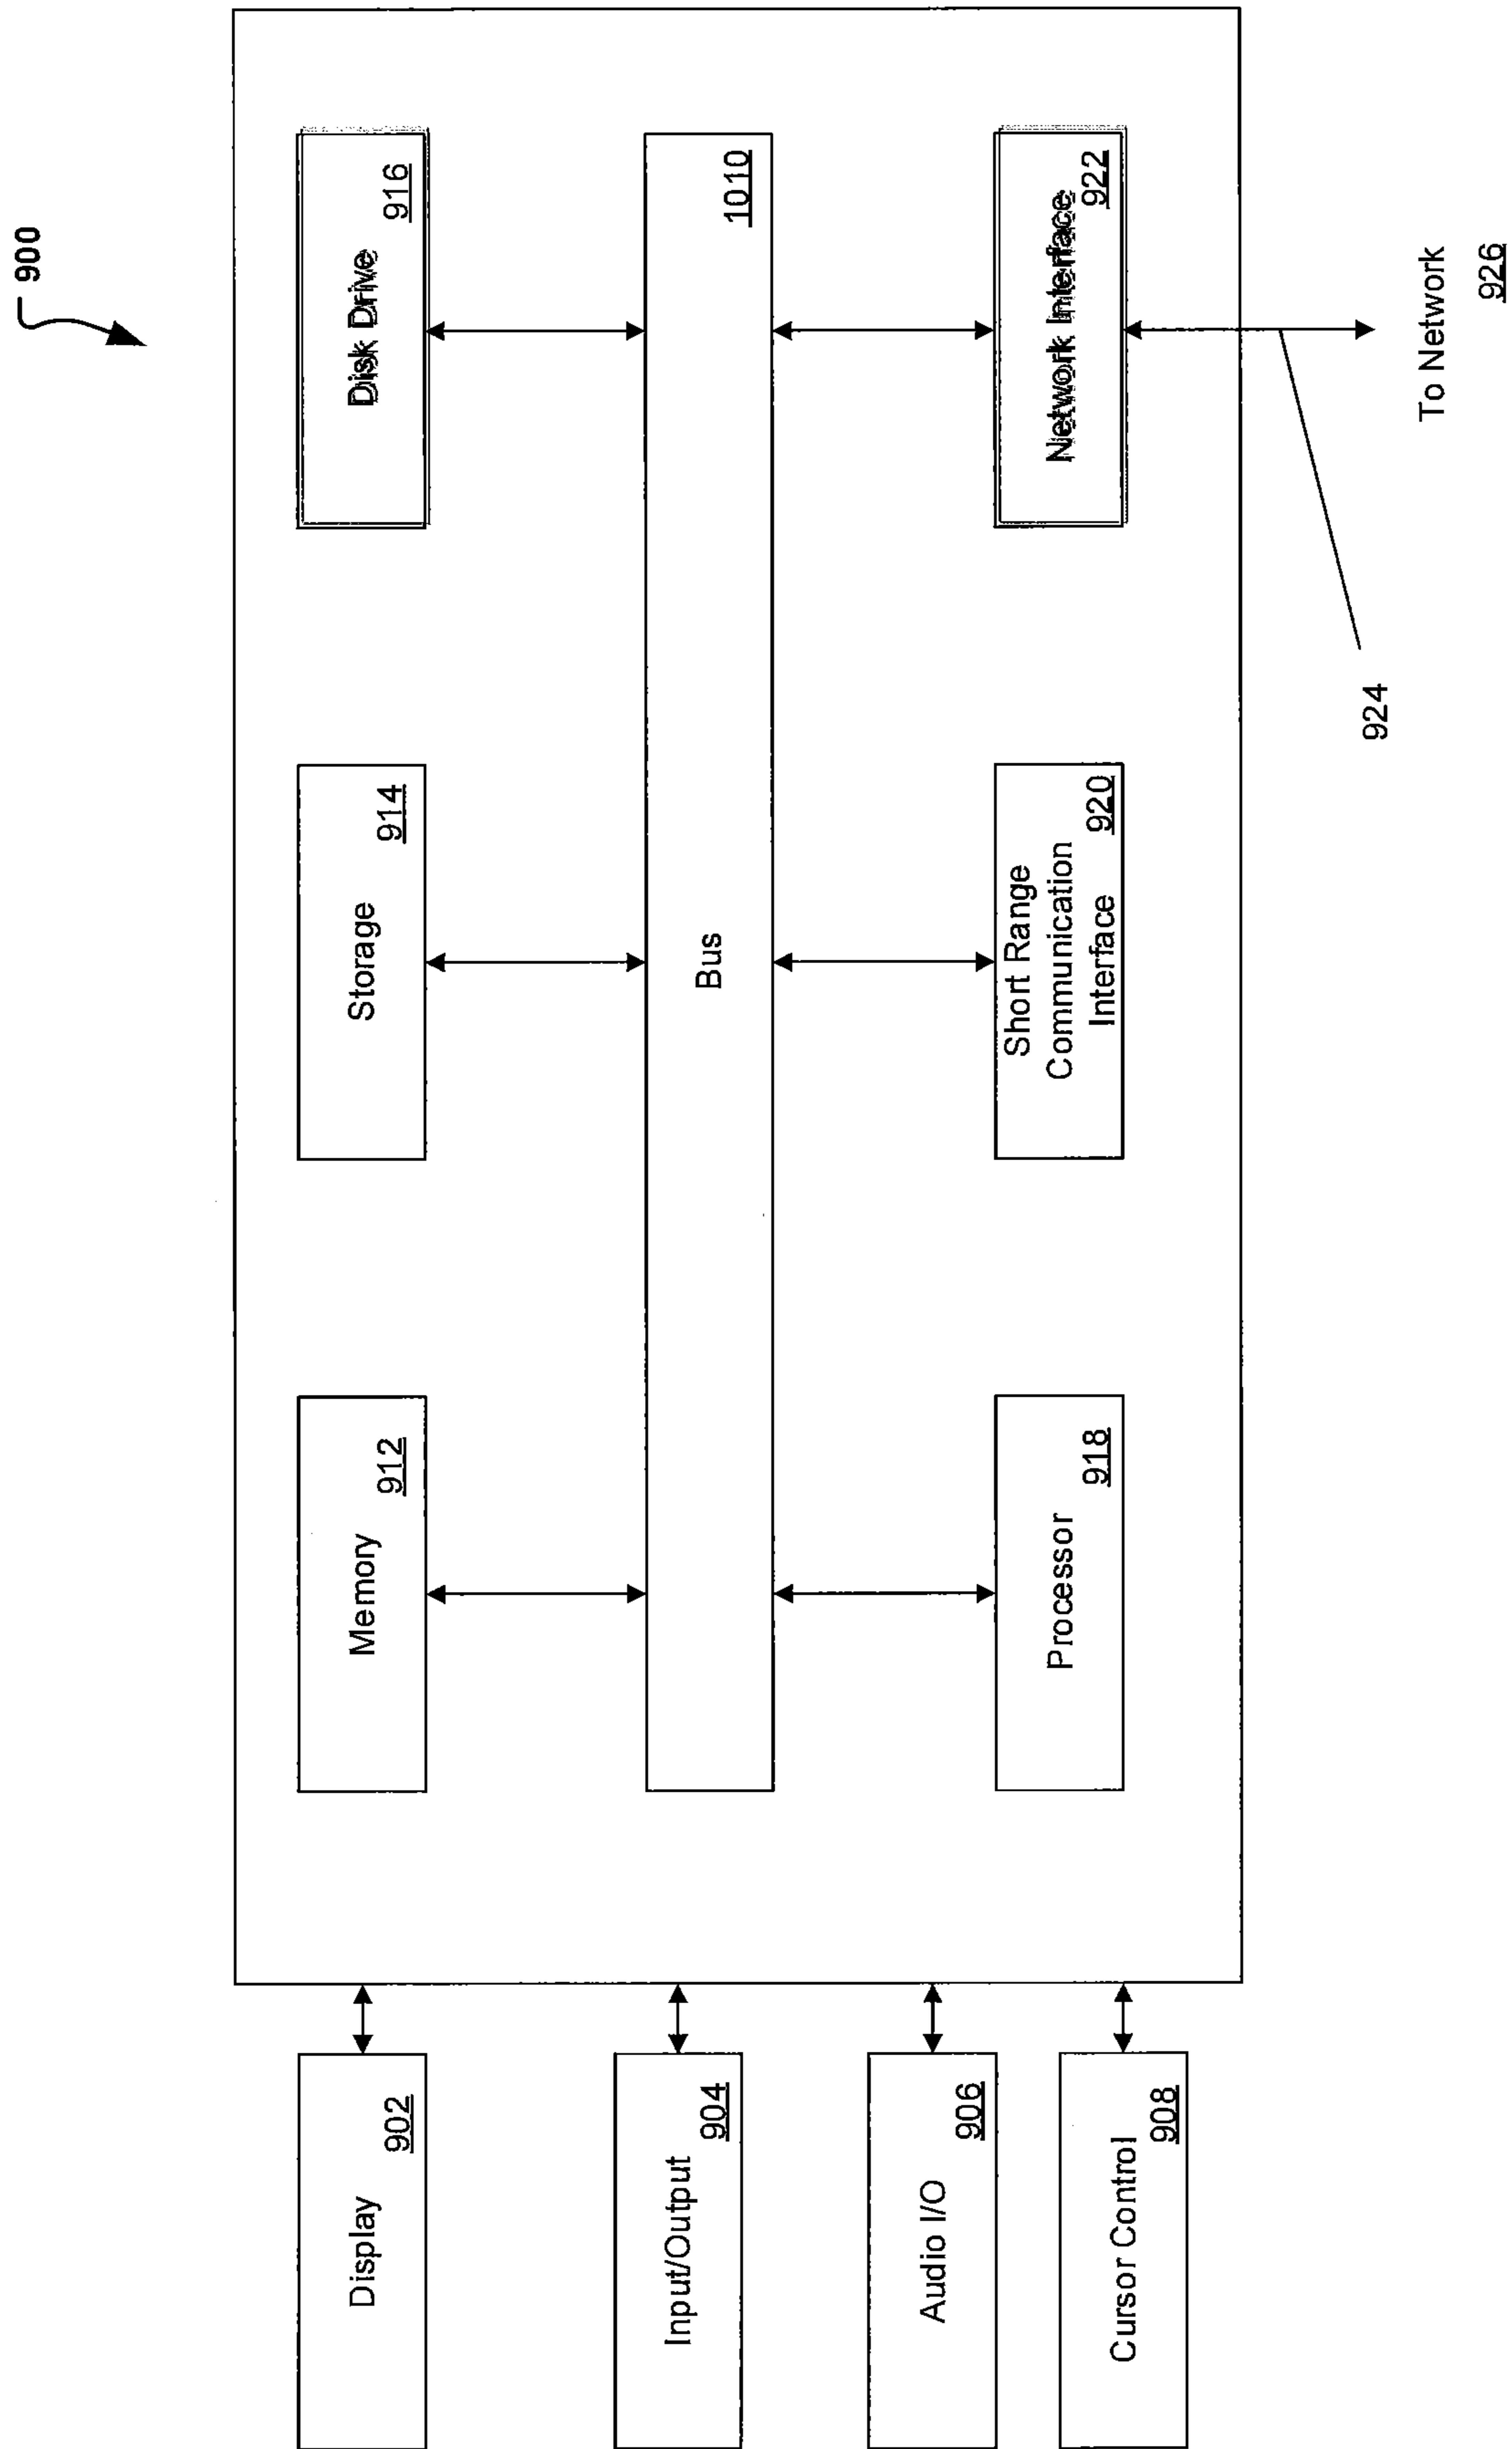 900
Display
902
Input/Output
904
Audio I/O
906
Cursor Control
908
Memory
912
Storage
914
Disk Drive
916
Bus
1010
Processor
918
Short Range
Communication
Interface
920
Network Interface
922
924
To Network
926